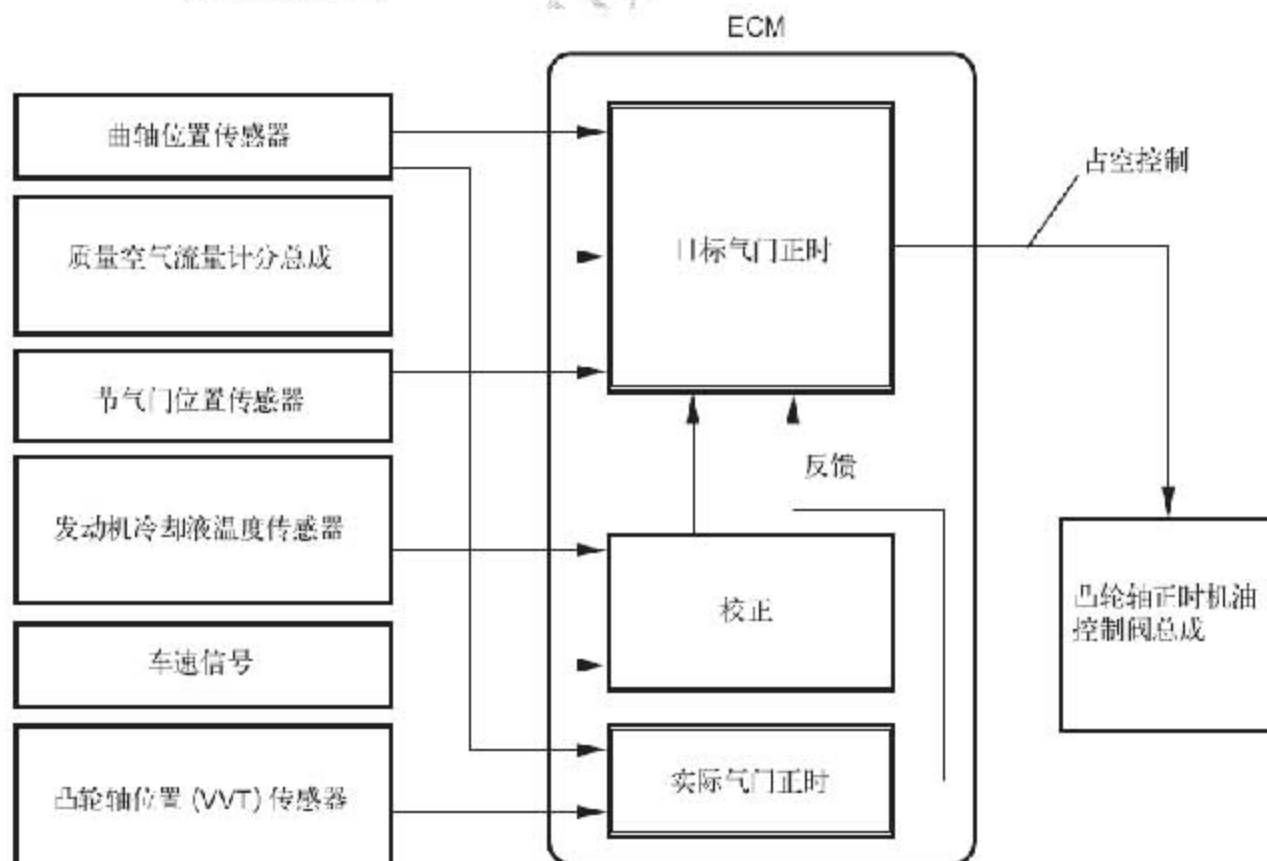 ECM
曲轴位置传感器
质量空气流量计分总成
节气门位置传感器
发动机冷却液温度传感器
车速信号
凸轮轴位置 (VVT) 传感器
目标气门正时
反馈
校正
实际气门正时
占空控制
凸轮轴正时机油
控制阀总成